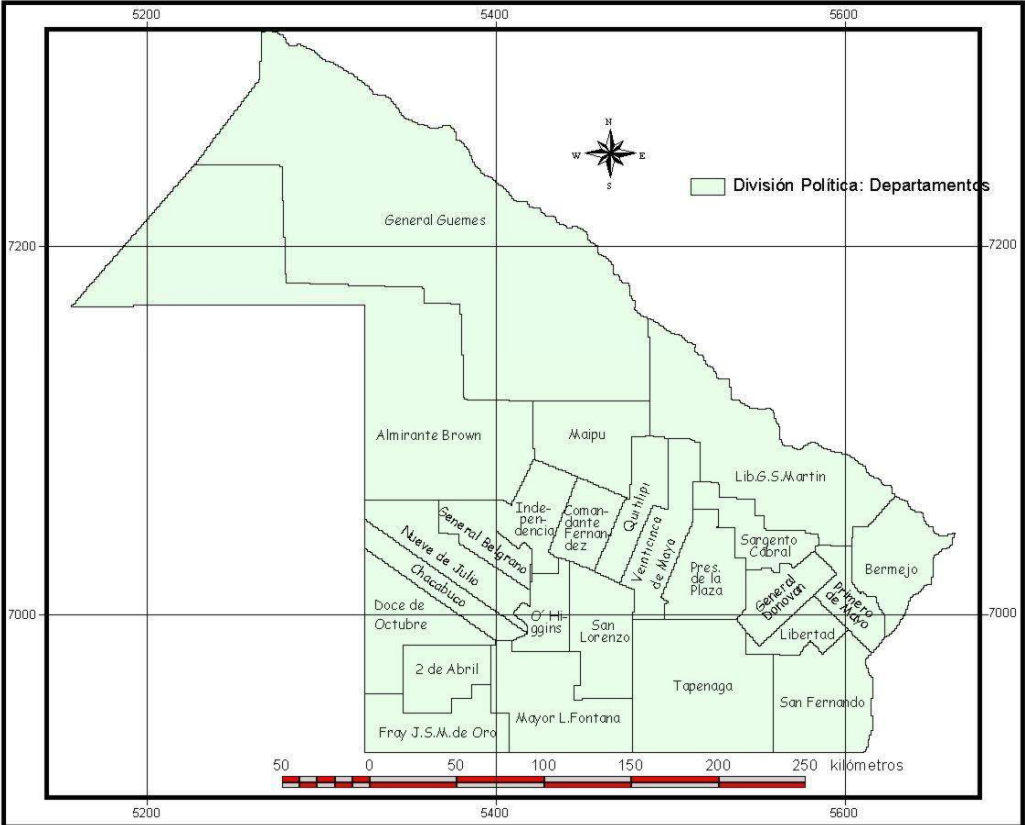 5200 5400 5600
N
W E
S
División Política: Departamentos
General Guemes
7200 7200
Almirante Brown
Maipu
Lib.G.S.Martin
Inde-
pen-
dencia
Coman-
dante
Fernan-
dez
Quitilipi
Veinticinco
de Mayo
General Belgrano
Nueve de Julio
Chacabuco
Sargento
Cabral
Pres.
de la
Plaza
General
Donovan
Primero
de Mayo
Bermejo
7000 7000
Doce de
Octubre
O' Hi-
ggins
San
Lorenzo
Libertad
2 de Abril
Tapenaga
San Fernando
Mayor L.Fontana
Fray J.S.M.de Oro
50 0 50 100 150 200 250 kilómetros
5200 5400 5600